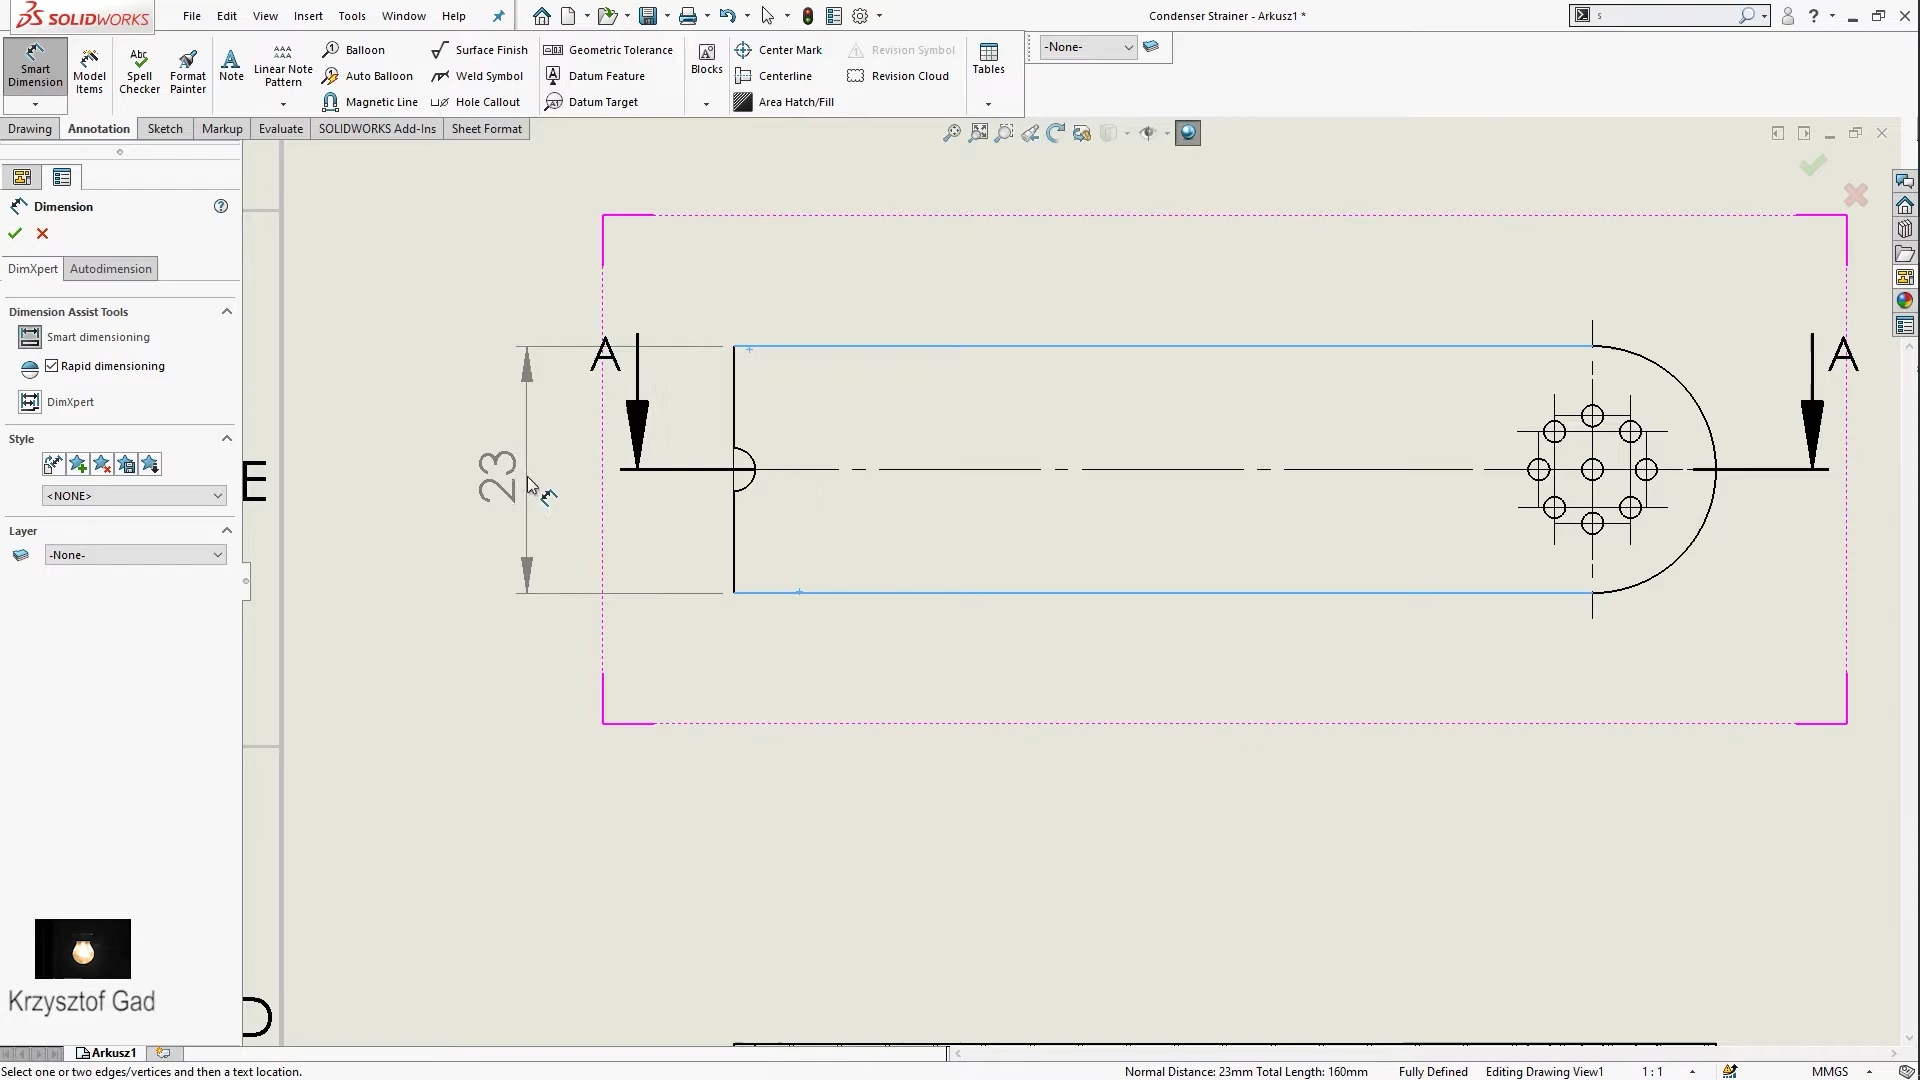 SOLIDWORKS
File Edit View Insert Tools Window Help
Condenser Strainer - Arkusz1 *
s
Smart Dimension
Model Items
Spell Checker
Format Painter
Note
Linear Note Pattern
Balloon
Auto Balloon
Magnetic Line
Surface Finish
Weld Symbol
Hole Callout
Geometric Tolerance
Datum Feature
Datum Target
Blocks
Center Mark
Centerline
Area Hatch/Fill
Revision Symbol
Revision Cloud
Tables
-None-
Drawing Annotation Sketch Markup Evaluate SOLIDWORKS Add-Ins Sheet Format
Dimension
DimXpert Autodimension
Dimension Assist Tools
Smart dimensioning
Rapid dimensioning
DimXpert
Style
<NONE>
Layer
-None-
A A
23
E
D
Krzysztof Gad
Arkusz1
Select one or two edges/vertices and then a text location.
Normal Distance: 23mm Total Length: 160mm Fully Defined Editing Drawing View1 1 : 1 MMGS